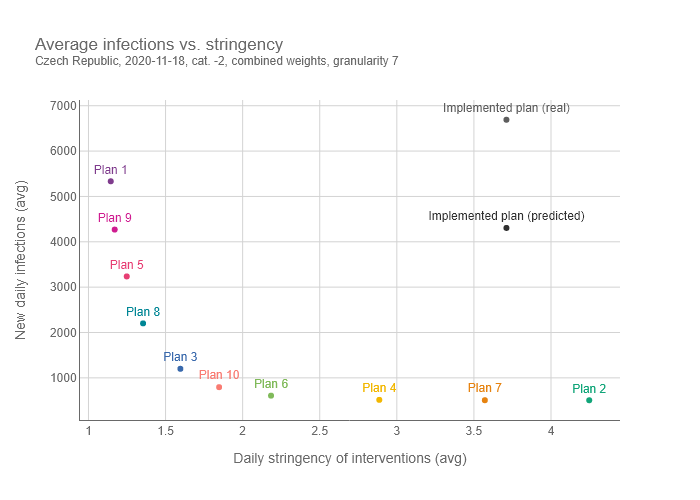 Average infections vs. stringency
Czech Republic, 2020-11-18, cat. -2, combined weights, granularity 7
New daily infections (avg)
7000
6000
5000
4000
3000
2000
1000
Implemented plan (real)
Plan 1
Plan 9
Implemented plan (predicted)
Plan 5
Plan 8
Plan 3
Plan 10
Plan 6
Plan 4
Plan 7
Plan 2
1
1.5
2
2.5
3
3.5
4
Daily stringency of interventions (avg)